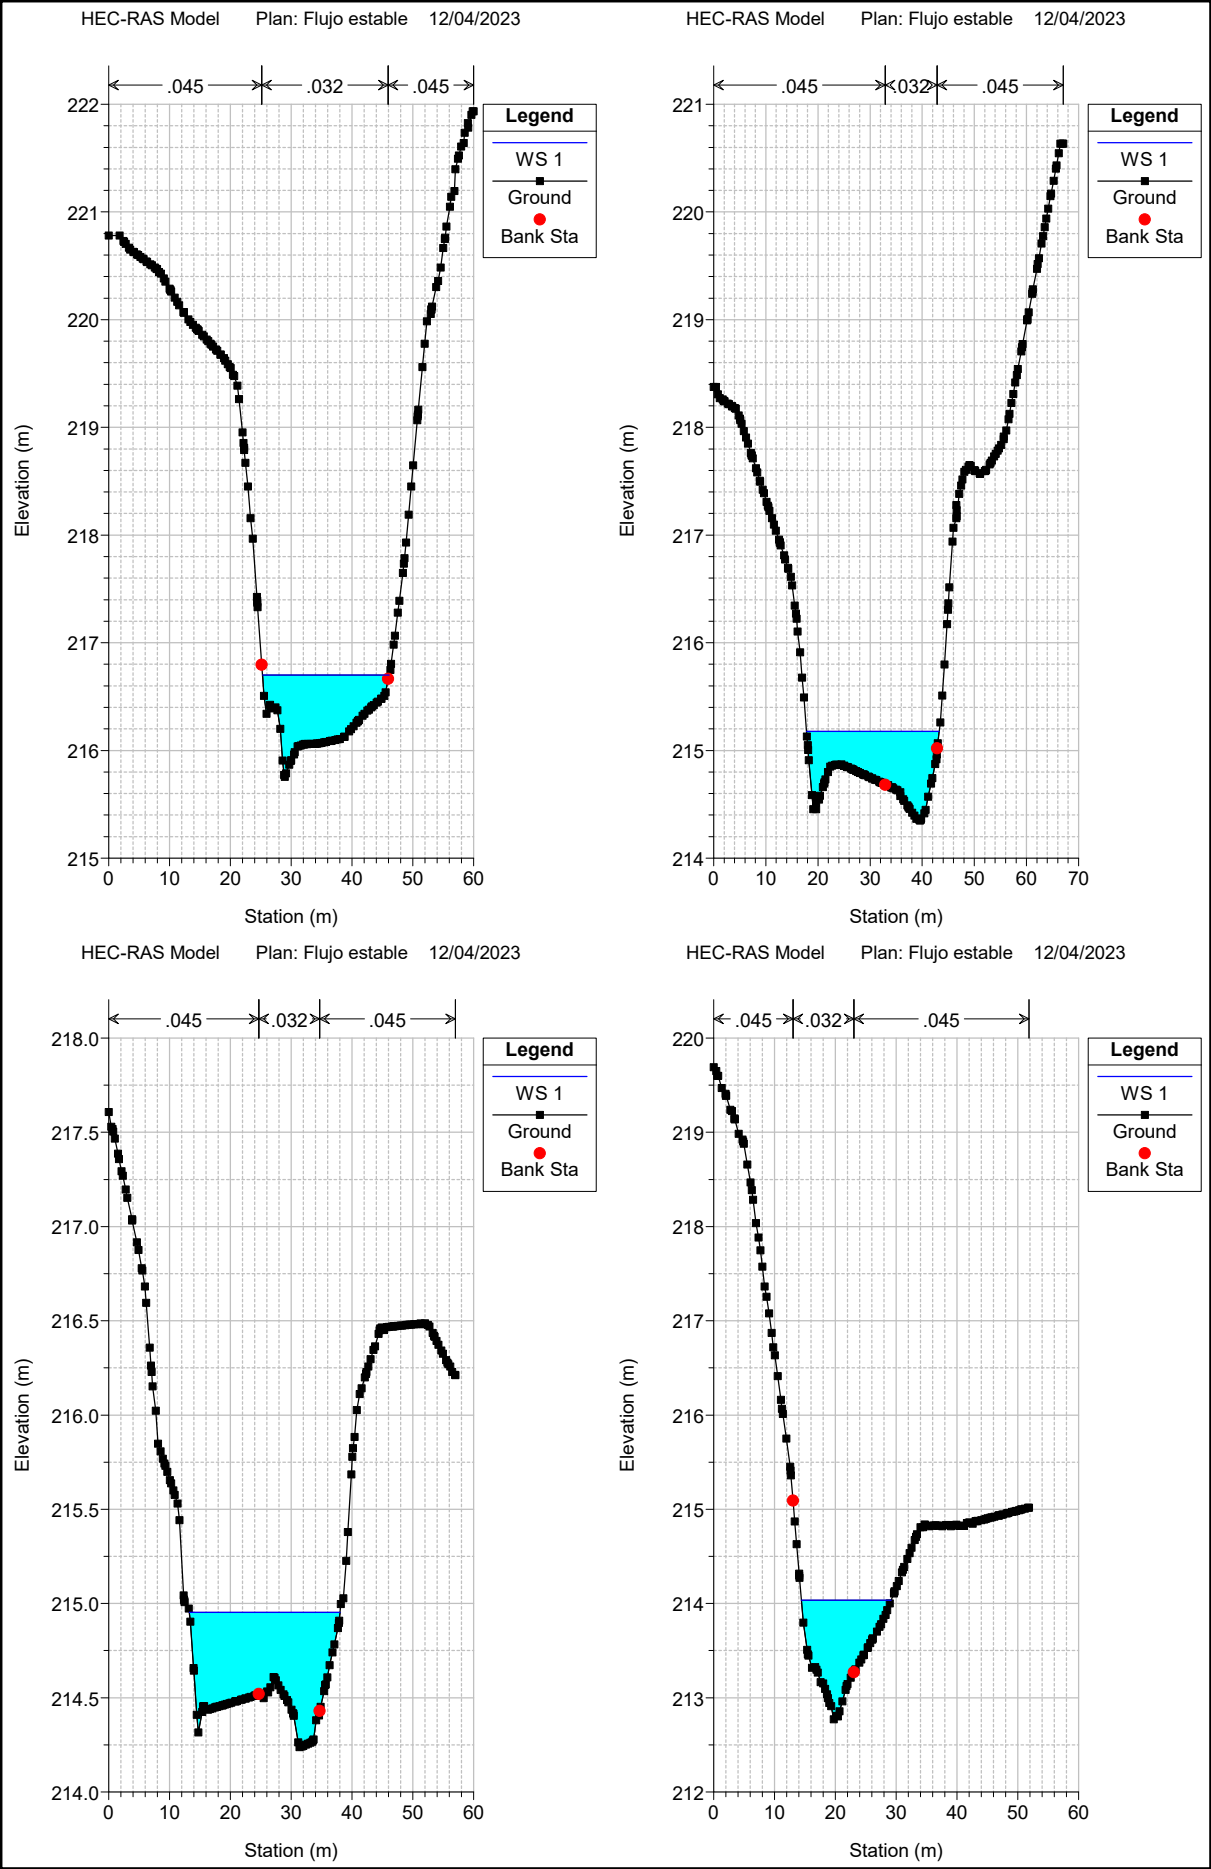 HEC-RAS Model Plan: Flujo estable 12/04/2023
.045 .032 .045
222
221
220
219
218
217
216
215
0 10 20 30 40 50 60
Elevation (m)
Station (m)
Legend
WS 1
Ground
Bank Sta
HEC-RAS Model Plan: Flujo estable 12/04/2023
.045 .032 .045
221
220
219
218
217
216
215
214
0 10 20 30 40 50 60 70
Elevation (m)
Station (m)
Legend
WS 1
Ground
Bank Sta
HEC-RAS Model Plan: Flujo estable 12/04/2023
.045 .032 .045
218.0
217.5
217.0
216.5
216.0
215.5
215.0
214.5
214.0
0 10 20 30 40 50 60
Elevation (m)
Station (m)
Legend
WS 1
Ground
Bank Sta
HEC-RAS Model Plan: Flujo estable 12/04/2023
.045 .032 .045
220
219
218
217
216
215
214
213
212
0 10 20 30 40 50 60
Elevation (m)
Station (m)
Legend
WS 1
Ground
Bank Sta